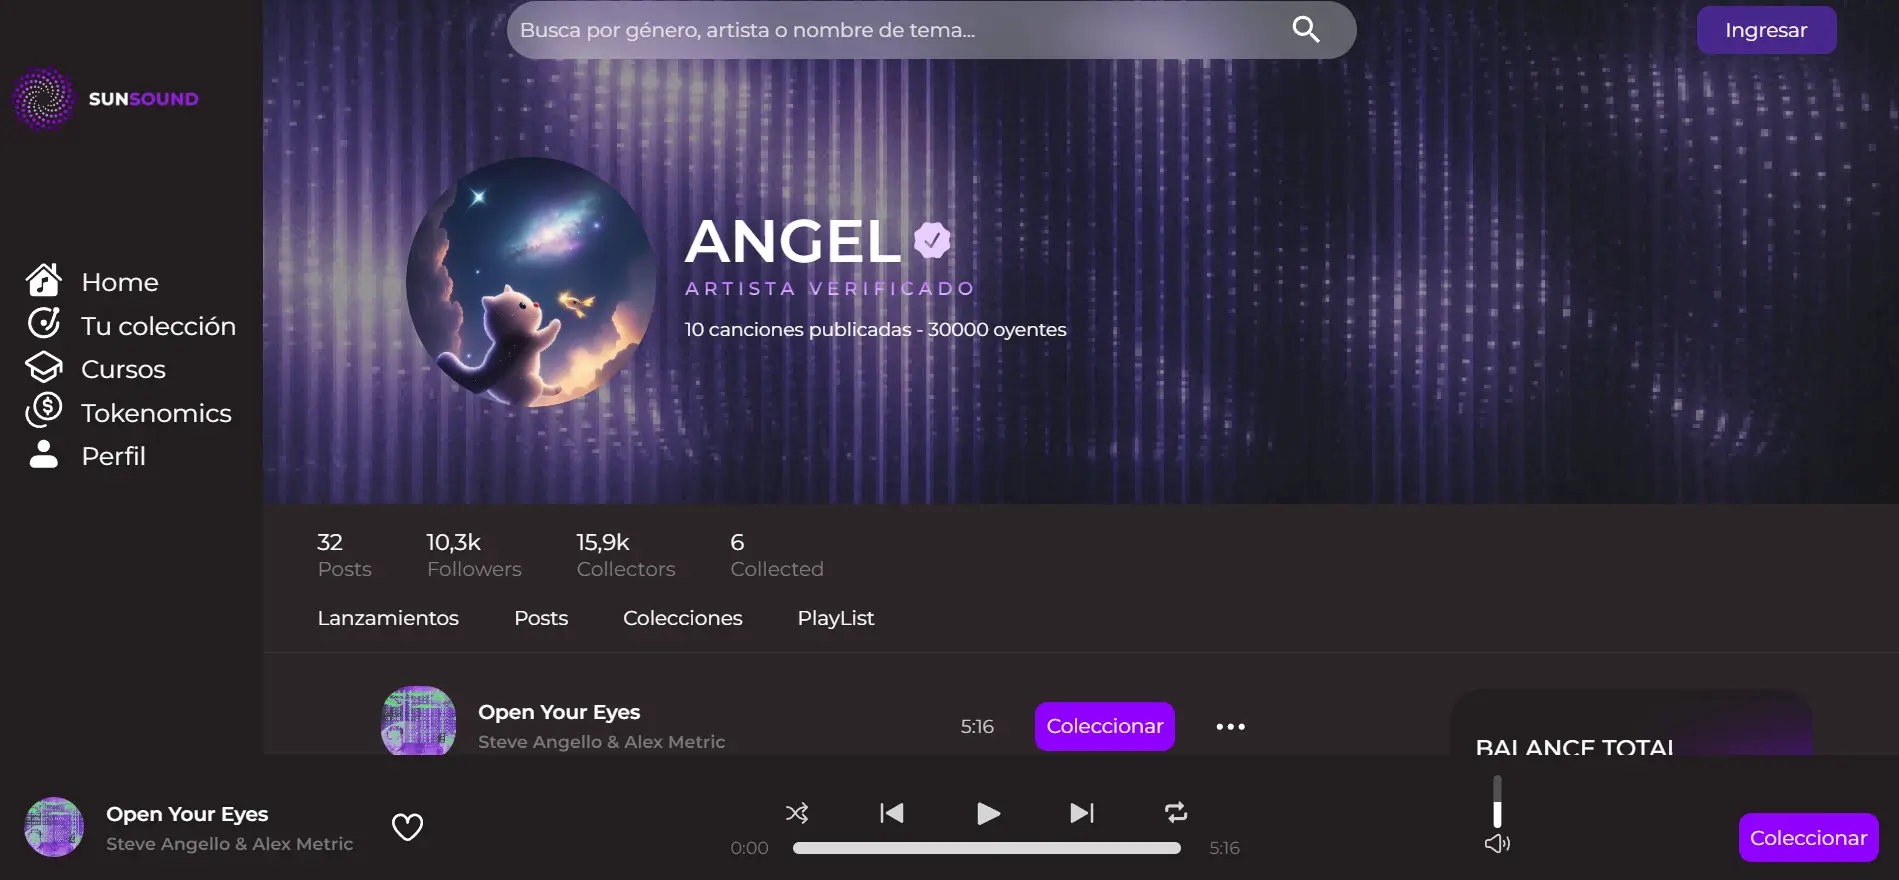 Busca por género, artista o nombre de tema...
Ingresar
SUNSOUND
Home
Tu colección
Cursos
Tokenomics
Perfil
ANGEL
ARTISTA VERIFICADO
10 canciones publicadas - 30000 oyentes
32 10,3k 15,9k 6
Posts Followers Collectors Collected
Lanzamientos Posts Colecciones PlayList
Open Your Eyes
Steve Angello & Alex Metric
5:16 Coleccionar
BALANCE TOTAL
Open Your Eyes
Steve Angello & Alex Metric
0:00 5:16
Coleccionar